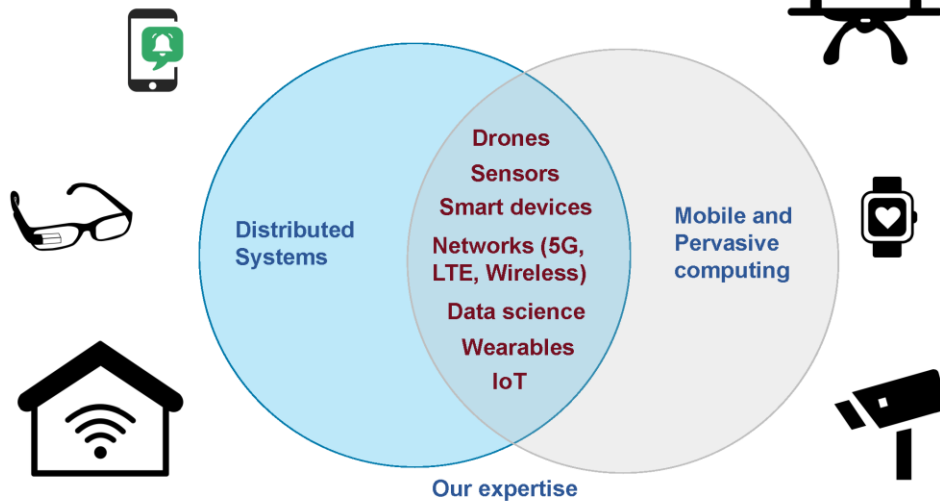 Drones
Sensors
Smart devices
Distributed
Systems
Networks (5G,
LTE, Wireless)
Mobile and
Pervasive
computing
Data science
Wearables
IoT
Our expertise